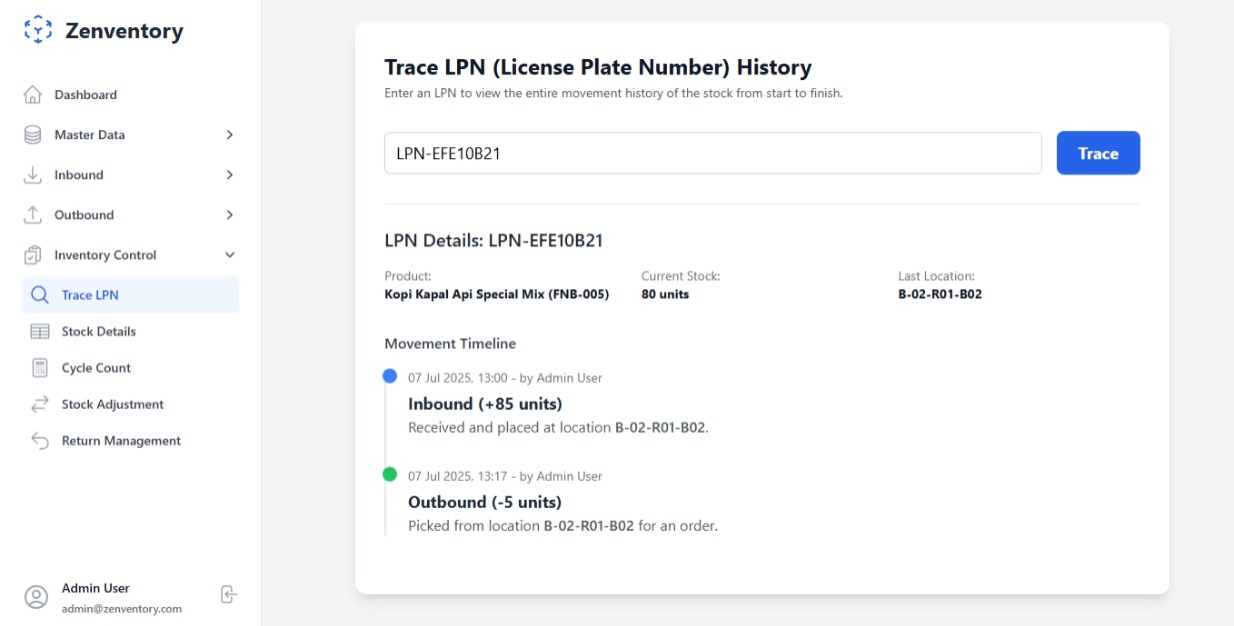 Zenventory
Dashboard
Master Data
Inbound
Outbound
Inventory Control
Trace LPN
Stock Details
Cycle Count
Stock Adjustment
Return Management
Admin User
admin@zenventory.com
Trace LPN (License Plate Number) History
Enter an LPN to view the entire movement history of the stock from start to finish.
LPN-EFE10B21
Trace
LPN Details: LPN-EFE10B21
Product:
Kopi Kapal Api Special Mix (FNB-005)
Current Stock:
80 units
Last Location:
B-02-R01-B02
Movement Timeline
07 Jul 2025, 13:00 - by Admin User
Inbound (+85 units)
Received and placed at location B-02-R01-B02.
07 Jul 2025, 13:17 - by Admin User
Outbound (-5 units)
Picked from location B-02-R01-B02 for an order.